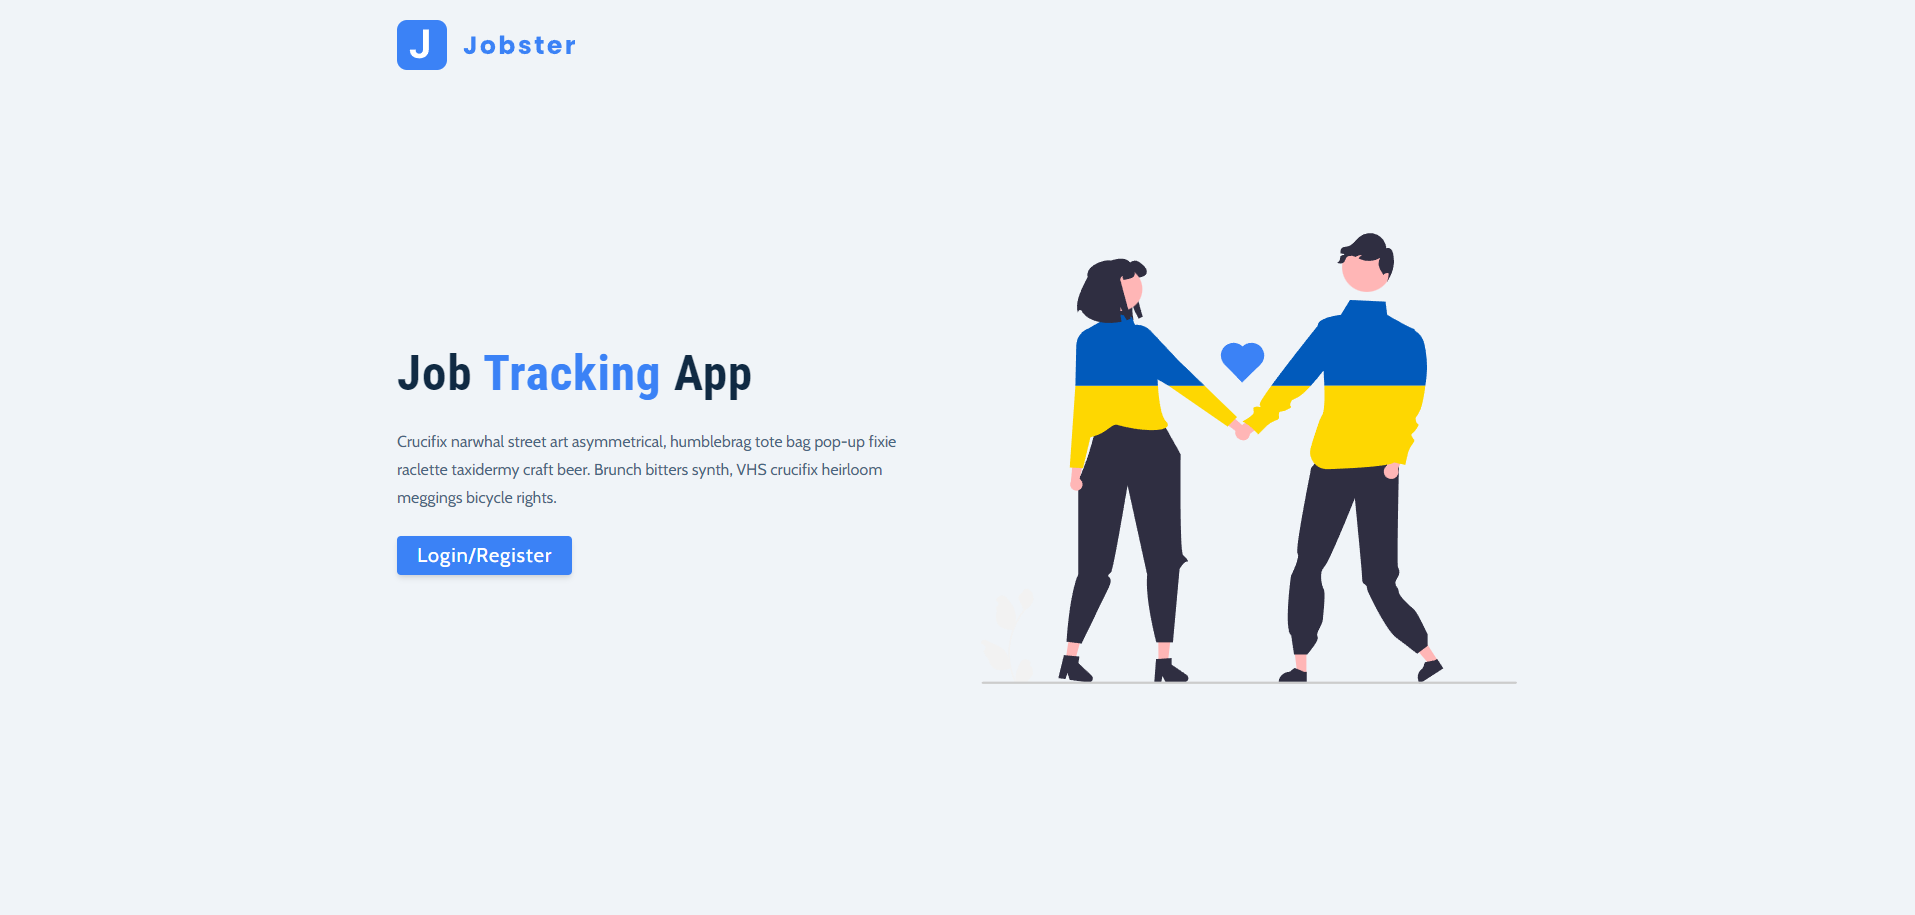 J Jobster
Job Tracking App
Crucifix narwhal street art asymmetrical, humblebrag tote bag pop-up fixie
raclette taxidermy craft beer. Brunch bitters synth, VHS crucifix heirloom
meggings bicycle rights.
Login/Register